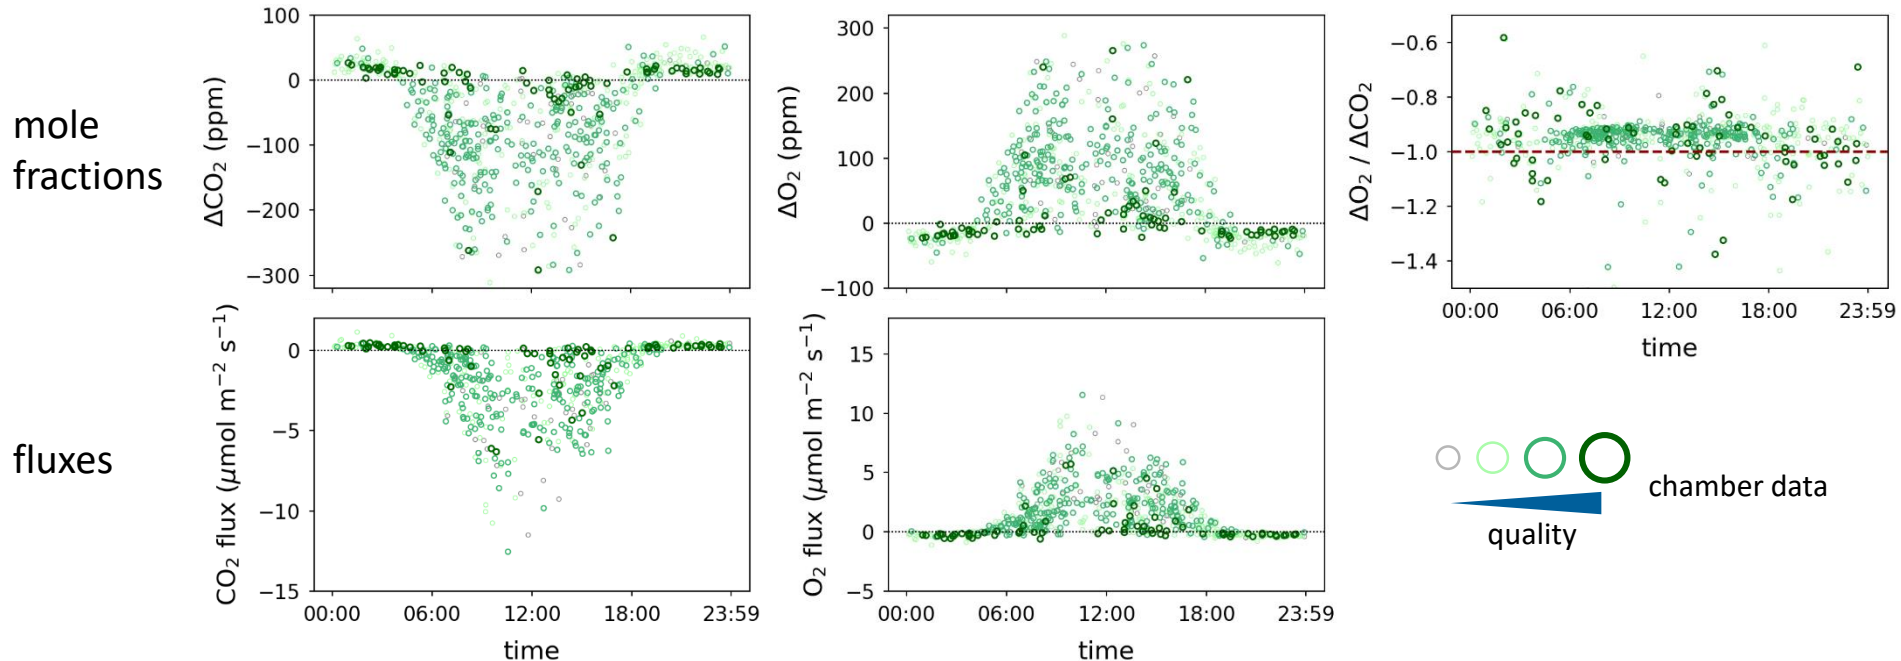 mole
fractions
ΔCO₂ (ppm)
100
0
−100
−200
−300
ΔO₂ (ppm)
300
200
100
0
−100
ΔO₂ / ΔCO₂
−0.6
−0.8
−1.0
−1.2
−1.4
00:00 06:00 12:00 18:00 23:59
time
fluxes
CO₂ flux (μmol m⁻² s⁻¹)
0
−5
−10
−15
00:00 06:00 12:00 18:00 23:59
time
O₂ flux (μmol m⁻² s⁻¹)
15
10
5
0
−5
00:00 06:00 12:00 18:00 23:59
time
chamber data
quality